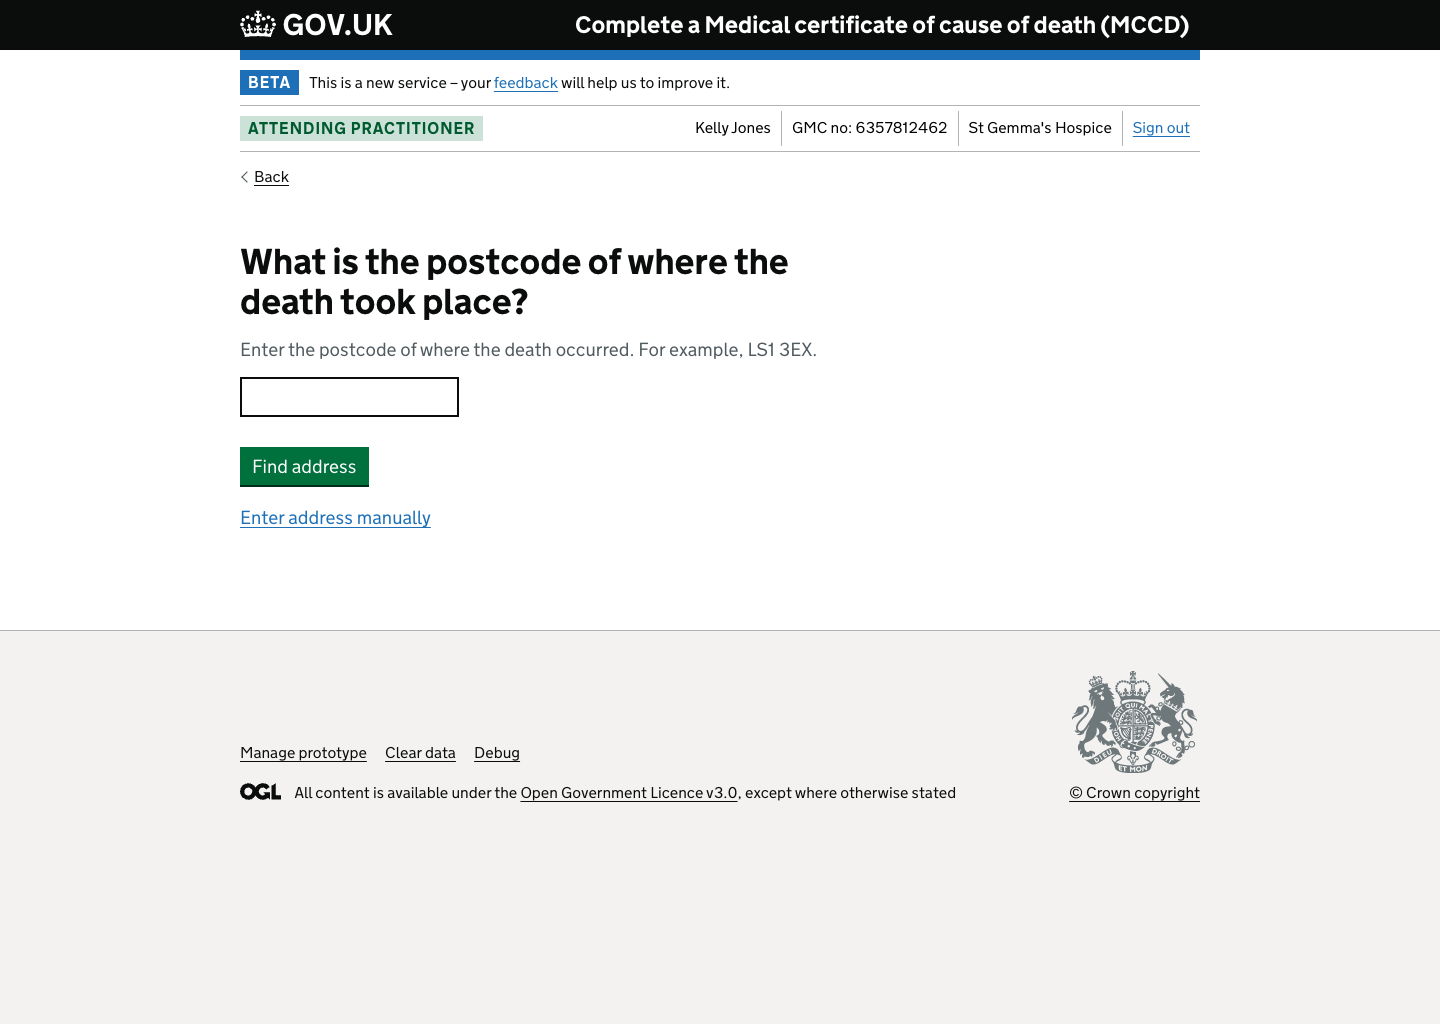 GOV.UK
Complete a Medical certificate of cause of death (MCCD)
BETA This is a new service – your feedback will help us to improve it.
ATTENDING PRACTITIONER
Kelly Jones
GMC no: 6357812462
St Gemma's Hospice
Sign out
Back
What is the postcode of where the
death took place?
Enter the postcode of where the death occurred. For example, LS1 3EX.
Find address
Enter address manually
Manage prototype
Clear data
Debug
DIEU ET MON DROIT
OGL All content is available under the Open Government Licence v3.0, except where otherwise stated
© Crown copyright